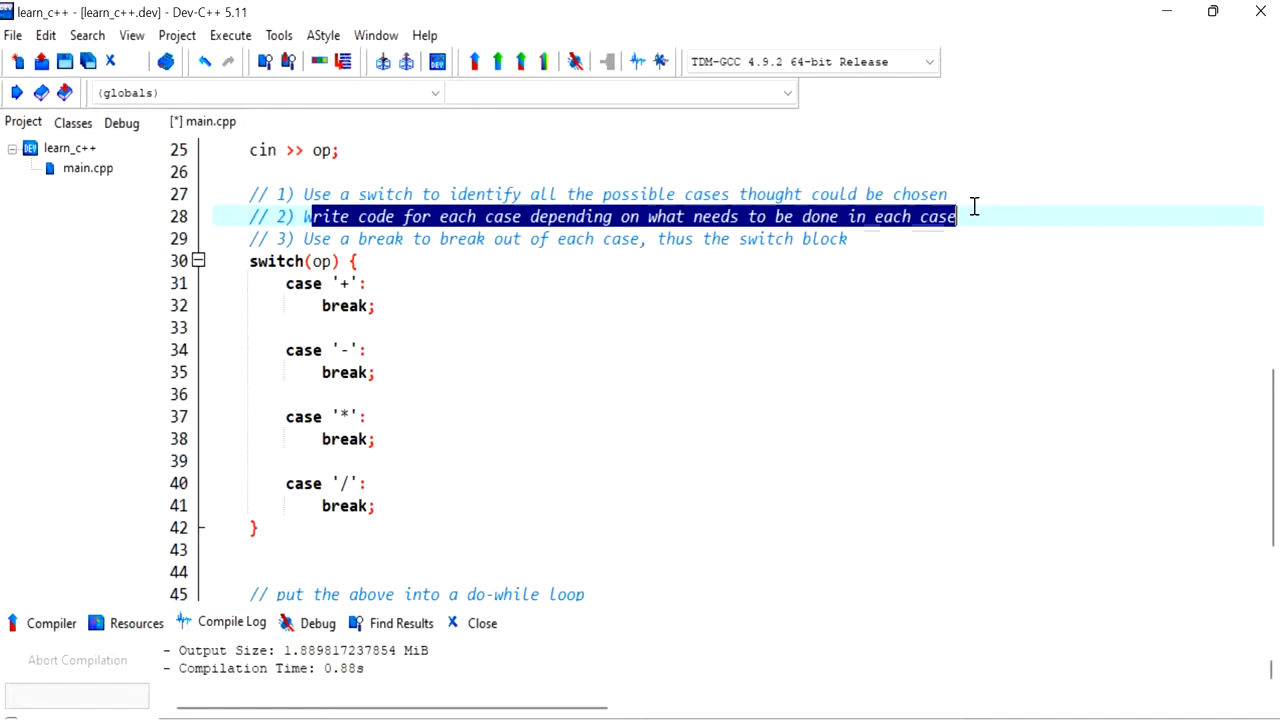 learn_c++ - [learn_c++.dev] - Dev-C++ 5.11
File Edit Search View Project Execute Tools AStyle Window Help
TDM-GCC 4.9.2 64-bit Release
(globals)
Project Classes Debug
[*] main.cpp
learn_c++
main.cpp
25 cin >> op;
26
27 // 1) Use a switch to identify all the possible cases thought could be chosen
28 // 2) Write code for each case depending on what needs to be done in each case
29 // 3) Use a break to break out of each case, thus the switch block
30 switch(op) {
31 case '+':
32 break;
33
34 case '-':
35 break;
36
37 case '*':
38 break;
39
40 case '/':
41 break;
42 }
43
44
45 // put the above into a do-while loop
Compiler Resources Compile Log Debug Find Results Close
Abort Compilation
- Output Size: 1.889817237854 MiB
- Compilation Time: 0.88s